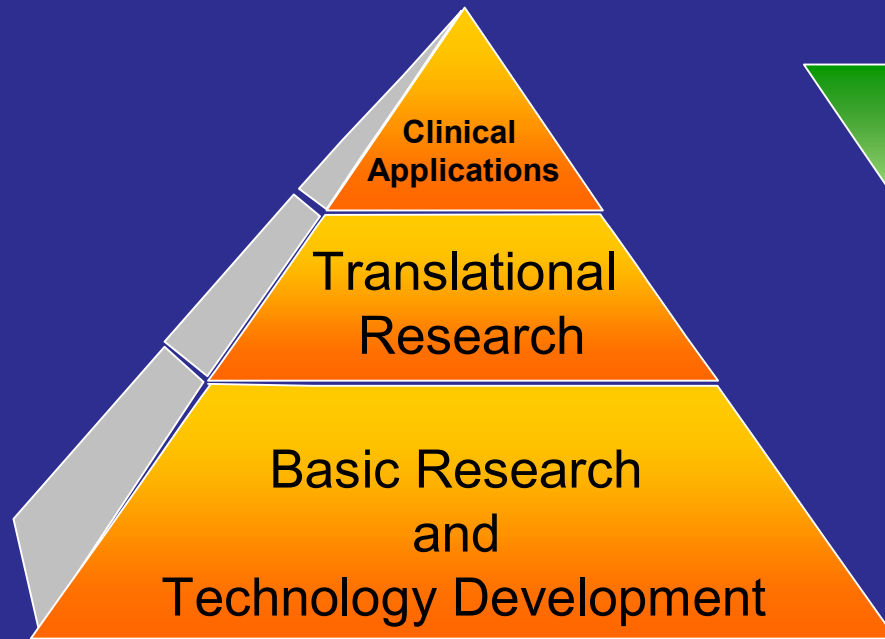 Clinical
Applications
Translational
Research
Basic Research
and
Technology Development